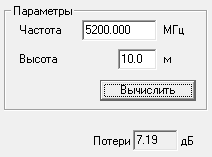 Параметры
Частота 5200.000 МГц
Высота 10.0 м
Вычислить
Потери 7.19 дБ